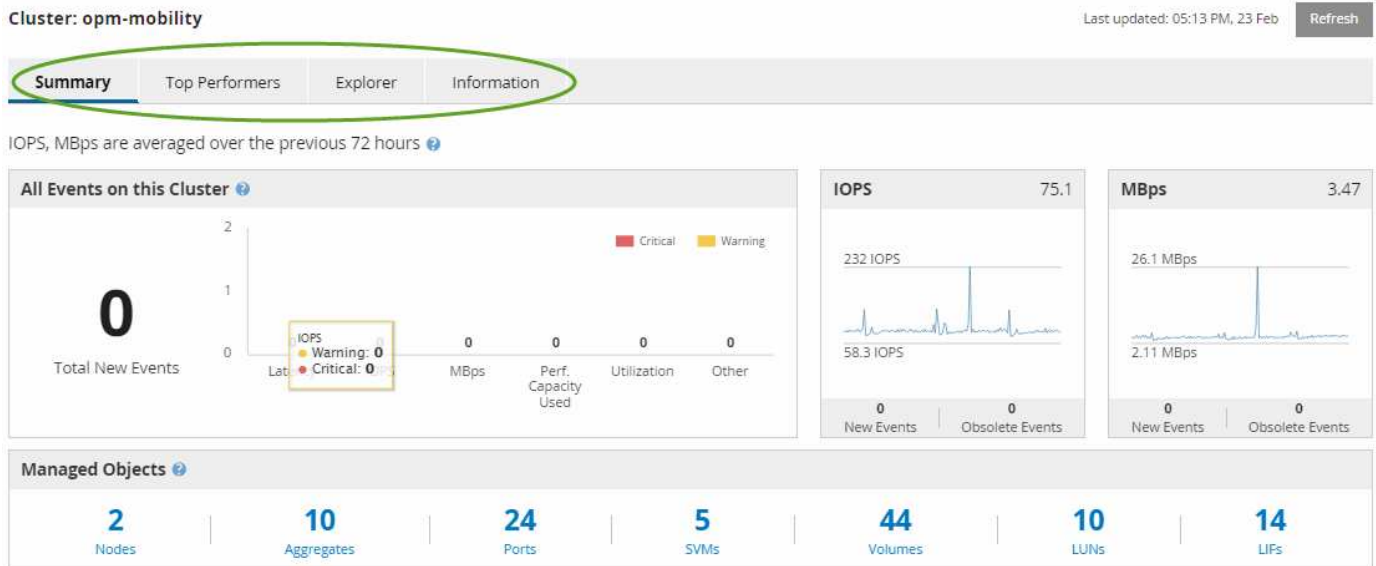 Cluster: opm-mobility
Last updated: 05:13 PM, 23 Feb
Refresh
Summary
Top Performers
Explorer
Information
IOPS, MBps are averaged over the previous 72 hours
All Events on this Cluster
0
Total New Events
2
1
0
Critical
Warning
IOPS
Warning: 0
Critical: 0
0
0
0
0
MBps
Perf.
Capacity
Used
Utilization
Other
IOPS
75.1
232 IOPS
58.3 IOPS
0
New Events
0
Obsolete Events
MBps
3.47
26.1 MBps
2.11 MBps
0
New Events
0
Obsolete Events
Managed Objects
2
Nodes
10
Aggregates
24
Ports
5
SVMs
44
Volumes
10
LUNs
14
LIFs